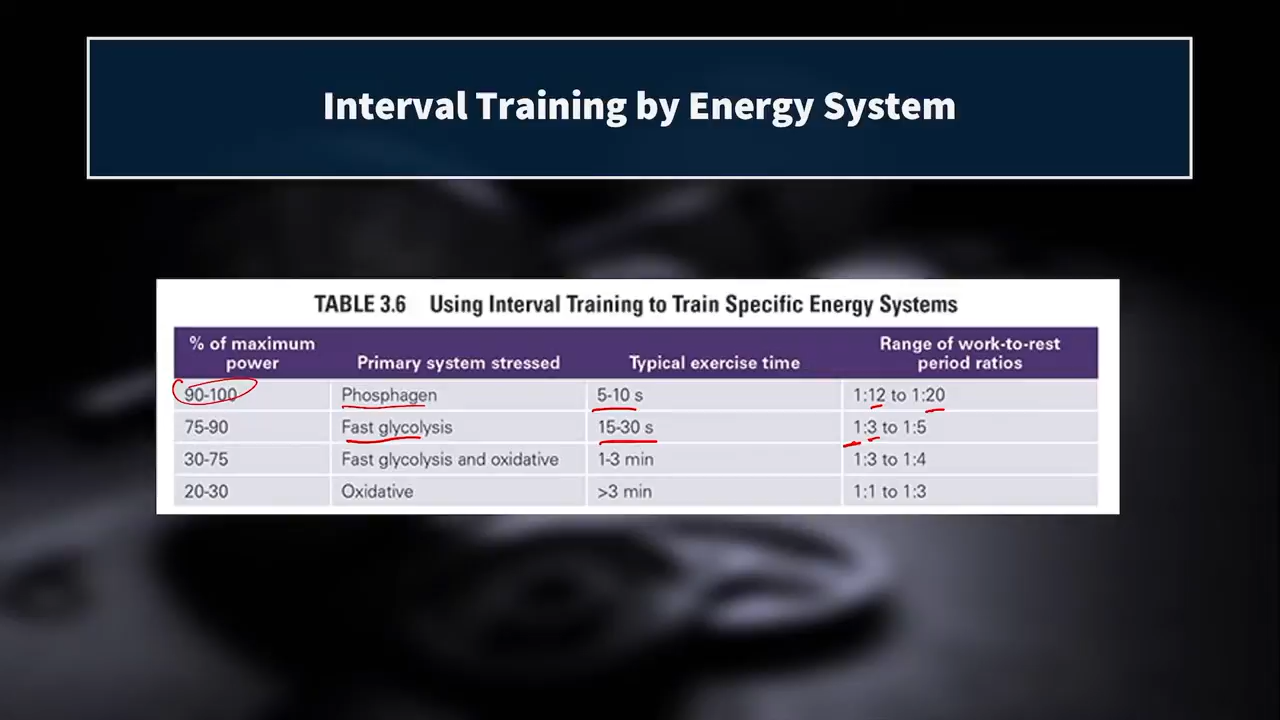 Interval Training by Energy System
TABLE 3.6 Using Interval Training to Train Specific Energy Systems
% of maximum power Primary system stressed Typical exercise time Range of work-to-rest period ratios
90-100 Phosphagen 5-10 s 1:12 to 1:20
75-90 Fast glycolysis 15-30 s 1:3 to 1:5
30-75 Fast glycolysis and oxidative 1-3 min 1:3 to 1:4
20-30 Oxidative >3 min 1:1 to 1:3